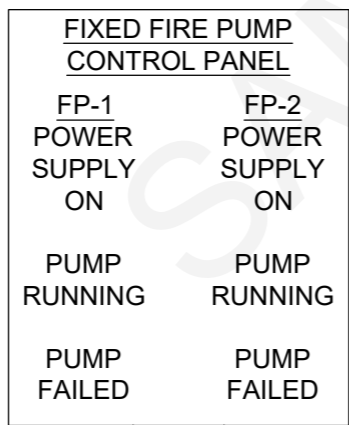 FIXED FIRE PUMP
CONTROL PANEL
FP-1 FP-2
POWER POWER
SUPPLY SUPPLY
ON ON
PUMP PUMP
RUNNING RUNNING
PUMP PUMP
FAILED FAILED